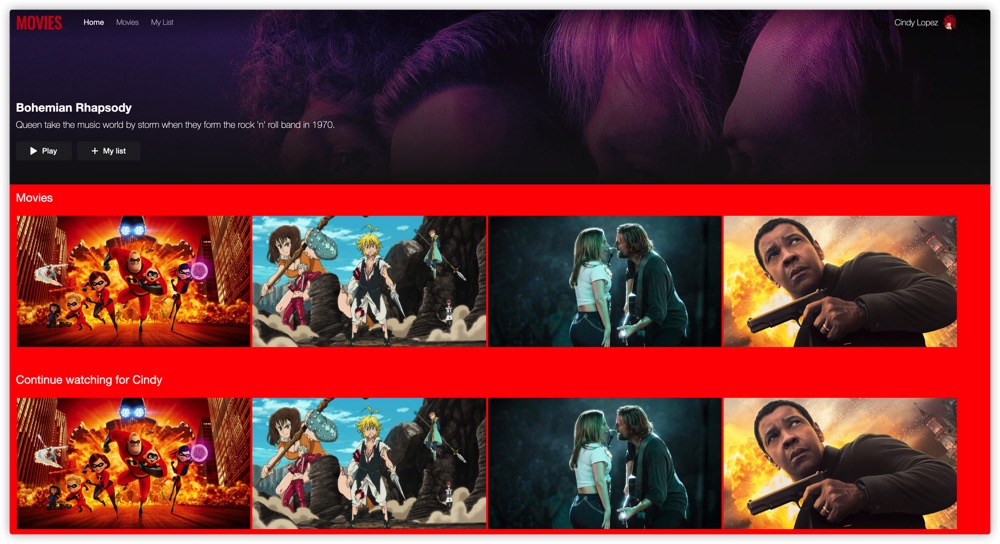 MOVIES
Home Movies My List
Cindy Lopez
Bohemian Rhapsody
Queen take the music world by storm when they form the rock 'n' roll band in 1970.
Play + My list
Movies
Continue watching for Cindy